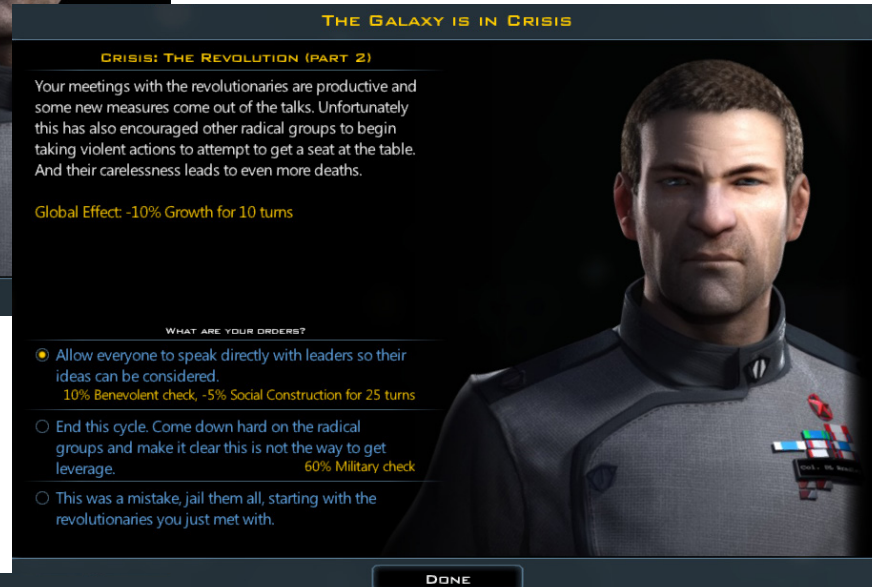 The Galaxy is in Crisis
Crisis: The Revolution (part 2)
Your meetings with the revolutionaries are productive and
some new measures come out of the talks. Unfortunately
this has also encouraged other radical groups to begin
taking violent actions to attempt to get a seat at the table.
And their carelessness leads to even more deaths.
Global Effect: -10% Growth for 10 turns
What are your orders?
Allow everyone to speak directly with leaders so their
ideas can be considered.
10% Benevolent check, -5% Social Construction for 25 turns
End this cycle. Come down hard on the radical
groups and make it clear this is not the way to get
leverage. 60% Military check
This was a mistake, jail them all, starting with the
revolutionaries you just met with.
Col. DL
Done